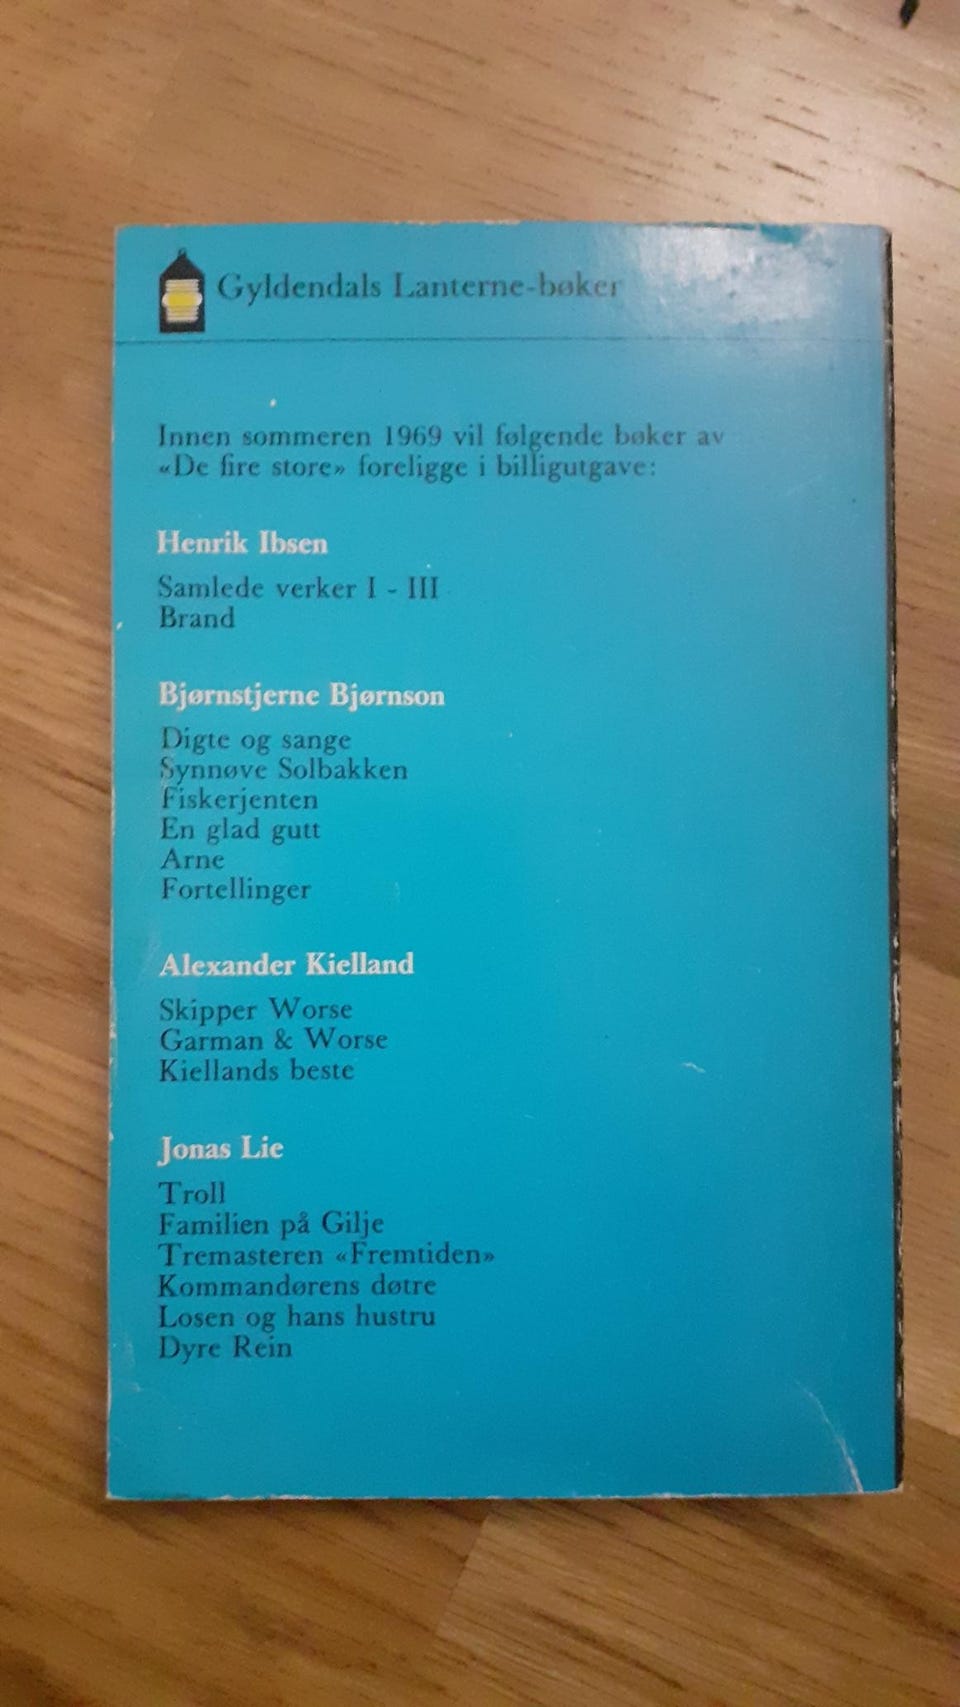 Gyldendals Lanterne-bøker
Innen sommeren 1969 vil følgende bøker av
«De fire store» foreligge i billigutgave:
Henrik Ibsen
Samlede verker I - III
Brand
Bjørnstjerne Bjørnson
Digte og sange
Synnøve Solbakken
Fiskerjenten
En glad gutt
Arne
Fortellinger
Alexander Kielland
Skipper Worse
Garman & Worse
Kiellands beste
Jonas Lie
Troll
Familien på Gilje
Tremasteren «Fremtiden»
Kommandørens døtre
Losen og hans hustru
Dyre Rein